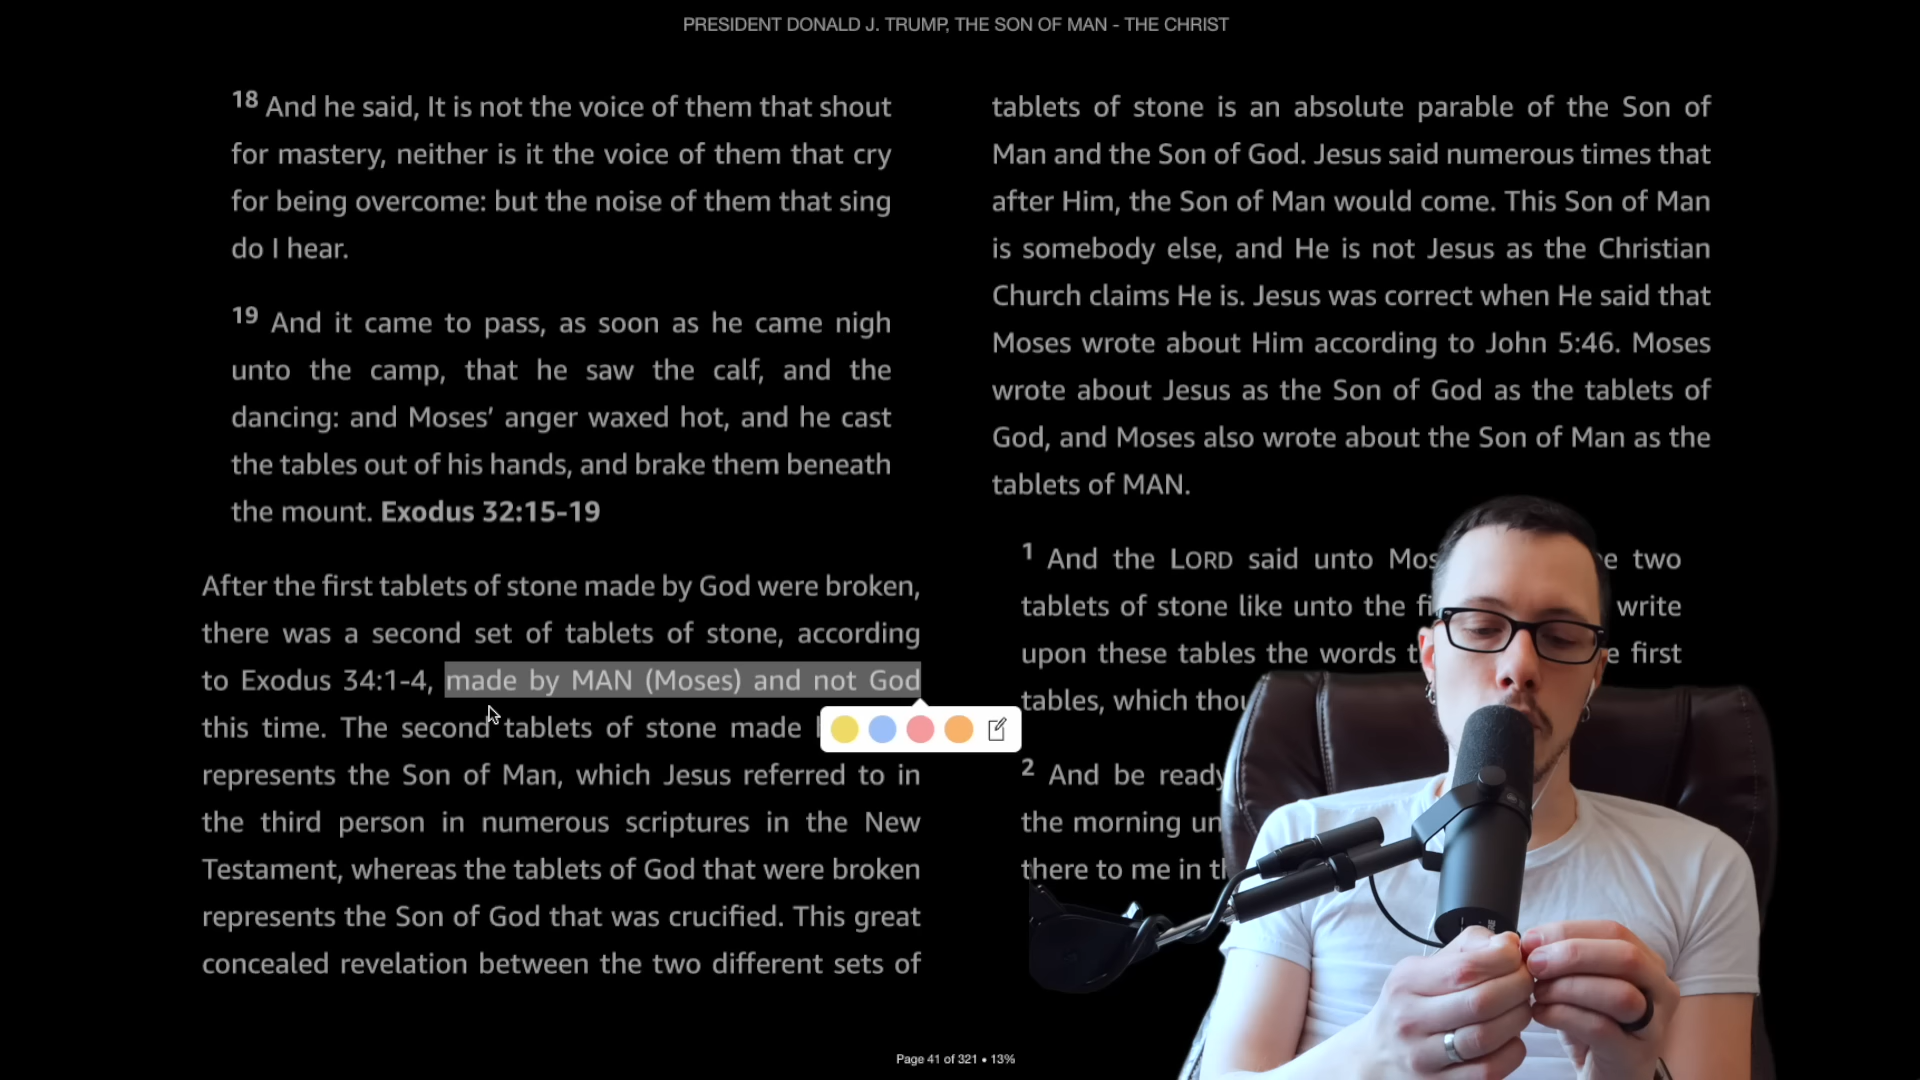 PRESIDENT DONALD J. TRUMP, THE SON OF MAN - THE CHRIST
18 And he said, It is not the voice of them that shout
for mastery, neither is it the voice of them that cry
for being overcome: but the noise of them that sing
do I hear.
19 And it came to pass, as soon as he came nigh
unto the camp, that he saw the calf, and the
dancing: and Moses' anger waxed hot, and he cast
the tables out of his hands, and brake them beneath
the mount. Exodus 32:15-19
After the first tablets of stone made by God were broken,
there was a second set of tablets of stone, according
to Exodus 34:1-4, made by MAN (Moses) and not God
this time. The second tablets of stone made
represents the Son of Man, which Jesus referred to in
the third person in numerous scriptures in the New
Testament, whereas the tablets of God that were broken
represents the Son of God that was crucified. This great
concealed revelation between the two different sets of
tablets of stone is an absolute parable of the Son of
Man and the Son of God. Jesus said numerous times that
after Him, the Son of Man would come. This Son of Man
is somebody else, and He is not Jesus as the Christian
Church claims He is. Jesus was correct when He said that
Moses wrote about Him according to John 5:46. Moses
wrote about Jesus as the Son of God as the tablets of
God, and Moses also wrote about the Son of Man as the
tablets of MAN.
1 And the LORD said unto two
tablets of stone like unto the write
upon these tables the words first
tables, which
2 And be ready
the morning
there to me in
Page 41 of 321 • 13%